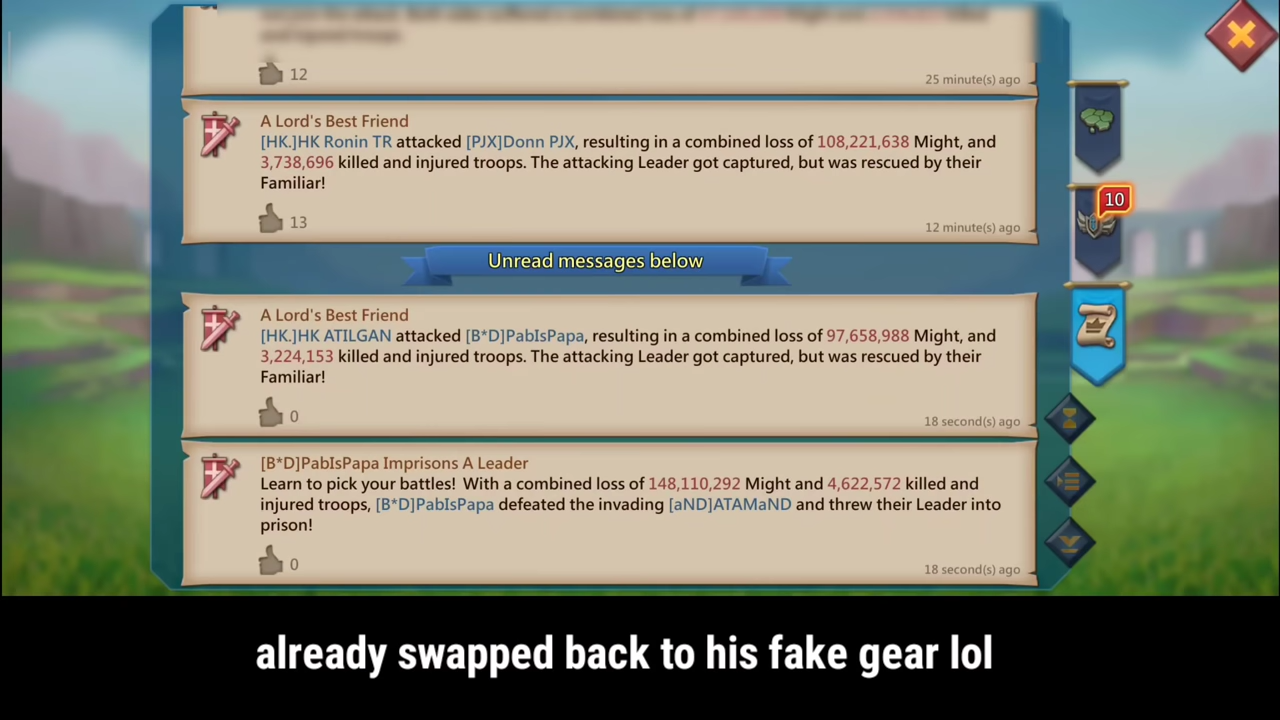 12
25 minute(s) ago
A Lord's Best Friend
[HK.]HK Ronin TR attacked [PJX]Donn PJX, resulting in a combined loss of 108,221,638 Might, and
3,738,696 killed and injured troops. The attacking Leader got captured, but was rescued by their
Familiar!
13
12 minute(s) ago
10
Unread messages below
A Lord's Best Friend
[HK.]HK ATILGAN attacked [B*D]PabIsPapa, resulting in a combined loss of 97,658,988 Might, and
3,224,153 killed and injured troops. The attacking Leader got captured, but was rescued by their
Familiar!
0
18 second(s) ago
[B*D]PabIsPapa Imprisons A Leader
Learn to pick your battles! With a combined loss of 148,110,292 Might and 4,622,572 killed and
injured troops, [B*D]PabIsPapa defeated the invading [aND]ATAMaND and threw their Leader into
prison!
0
18 second(s) ago
already swapped back to his fake gear lol